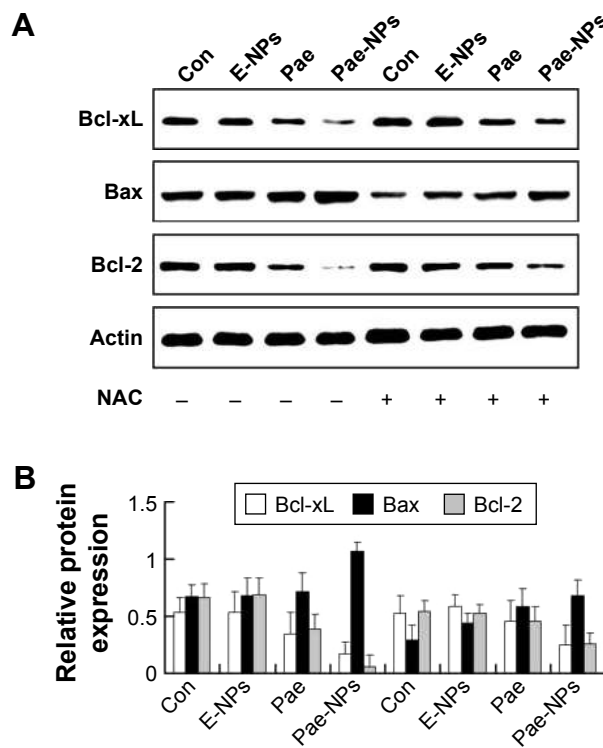 A
Con E-NPs Pae Pae-NPs Con E-NPs Pae Pae-NPs
Bcl-xL
Bax
Bcl-2
Actin
NAC – – – – + + + +
B
Bcl-xL Bax Bcl-2
Relative protein
expression
1.5
1
0.5
0
Con E-NPs Pae Pae-NPs Con E-NPs Pae Pae-NPs